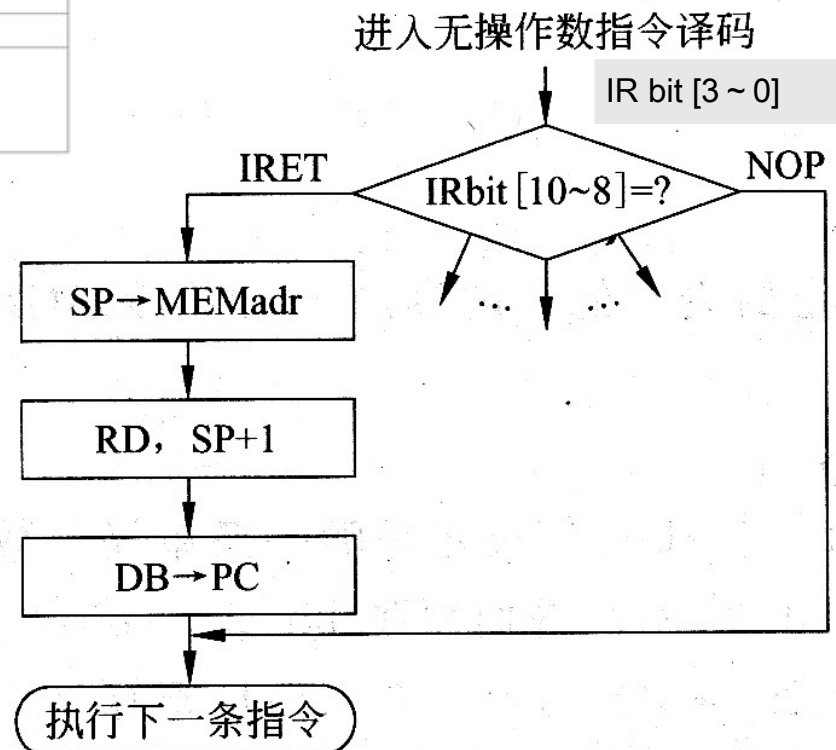 进入无操作数指令译码
IR bit [3～0]
IRET
IRbit [10~8]=?
NOP
SP→MEMadr
... ...
RD，SP+1
DB→PC
执行下一条指令